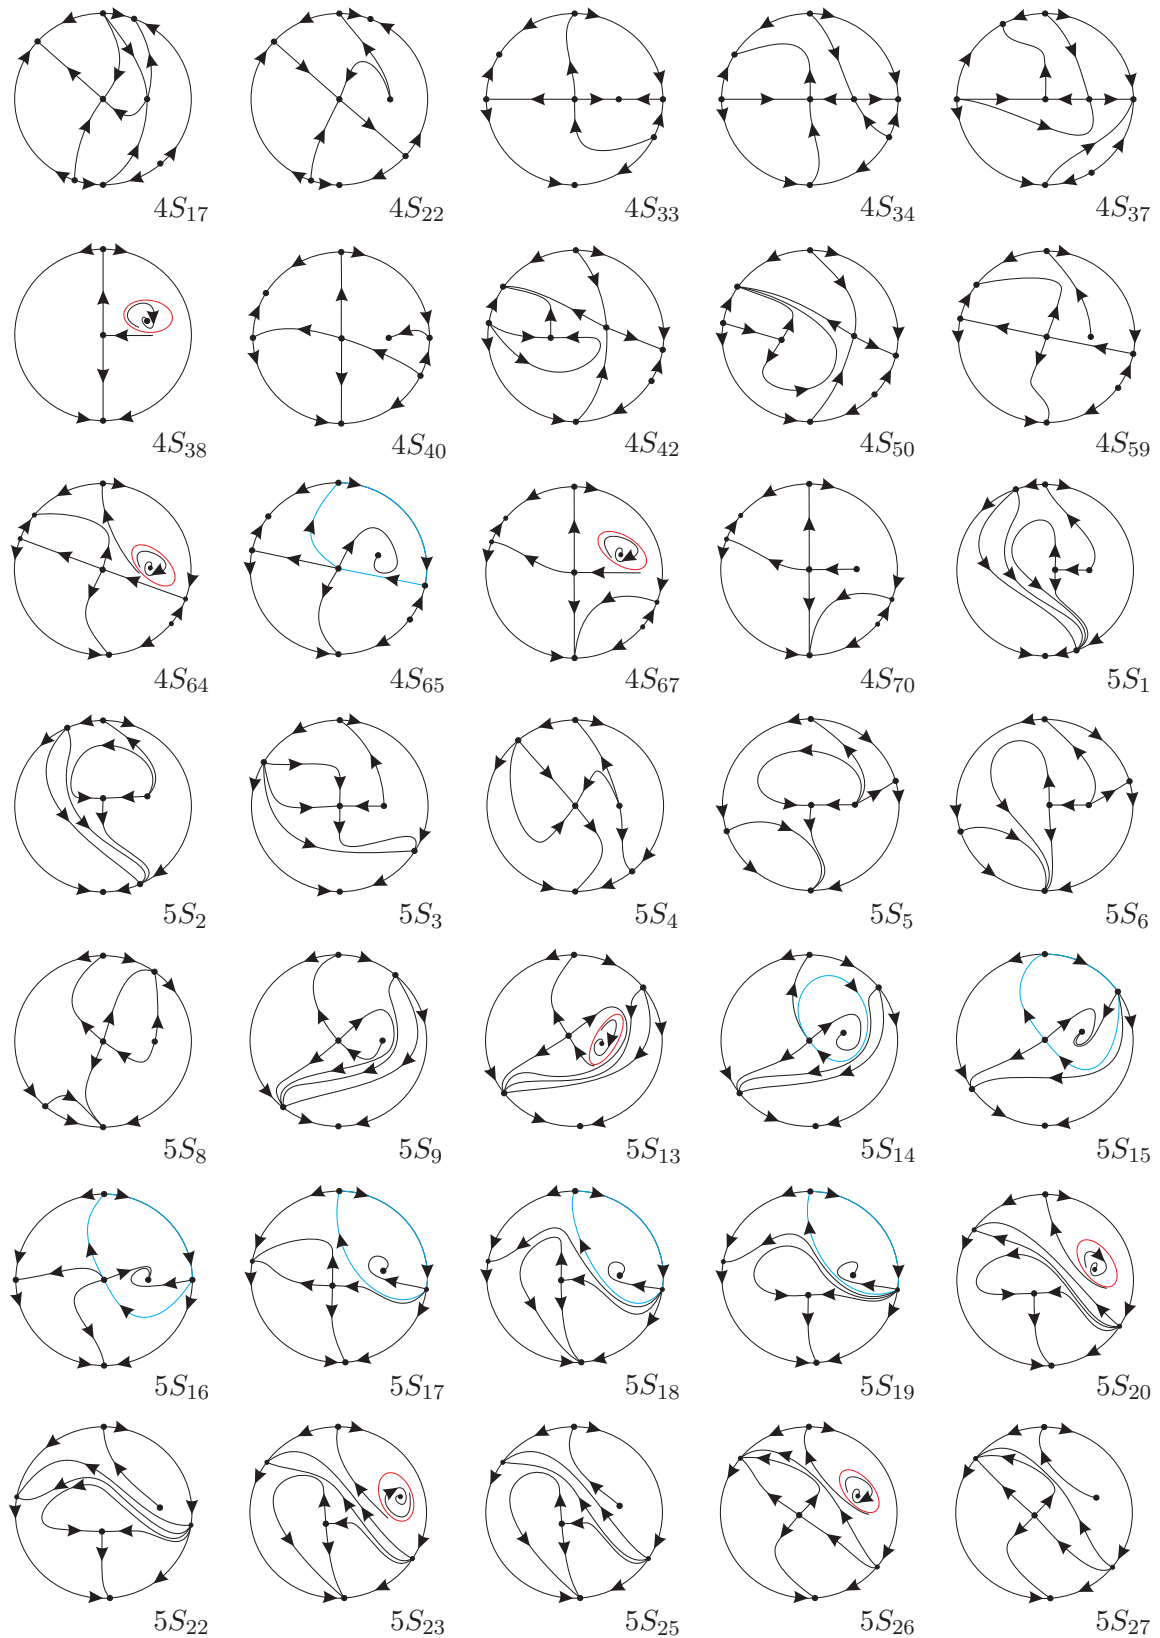 4S₁₇ 4S₂₂ 4S₃₃ 4S₃₄ 4S₃₇
4S₃₈ 4S₄₀ 4S₄₂ 4S₅₀ 4S₅₉
4S₆₄ 4S₆₅ 4S₆₇ 4S₇₀ 5S₁
5S₂ 5S₃ 5S₄ 5S₅ 5S₆
5S₈ 5S₉ 5S₁₃ 5S₁₄ 5S₁₅
5S₁₆ 5S₁₇ 5S₁₈ 5S₁₉ 5S₂₀
5S₂₂ 5S₂₃ 5S₂₅ 5S₂₆ 5S₂₇